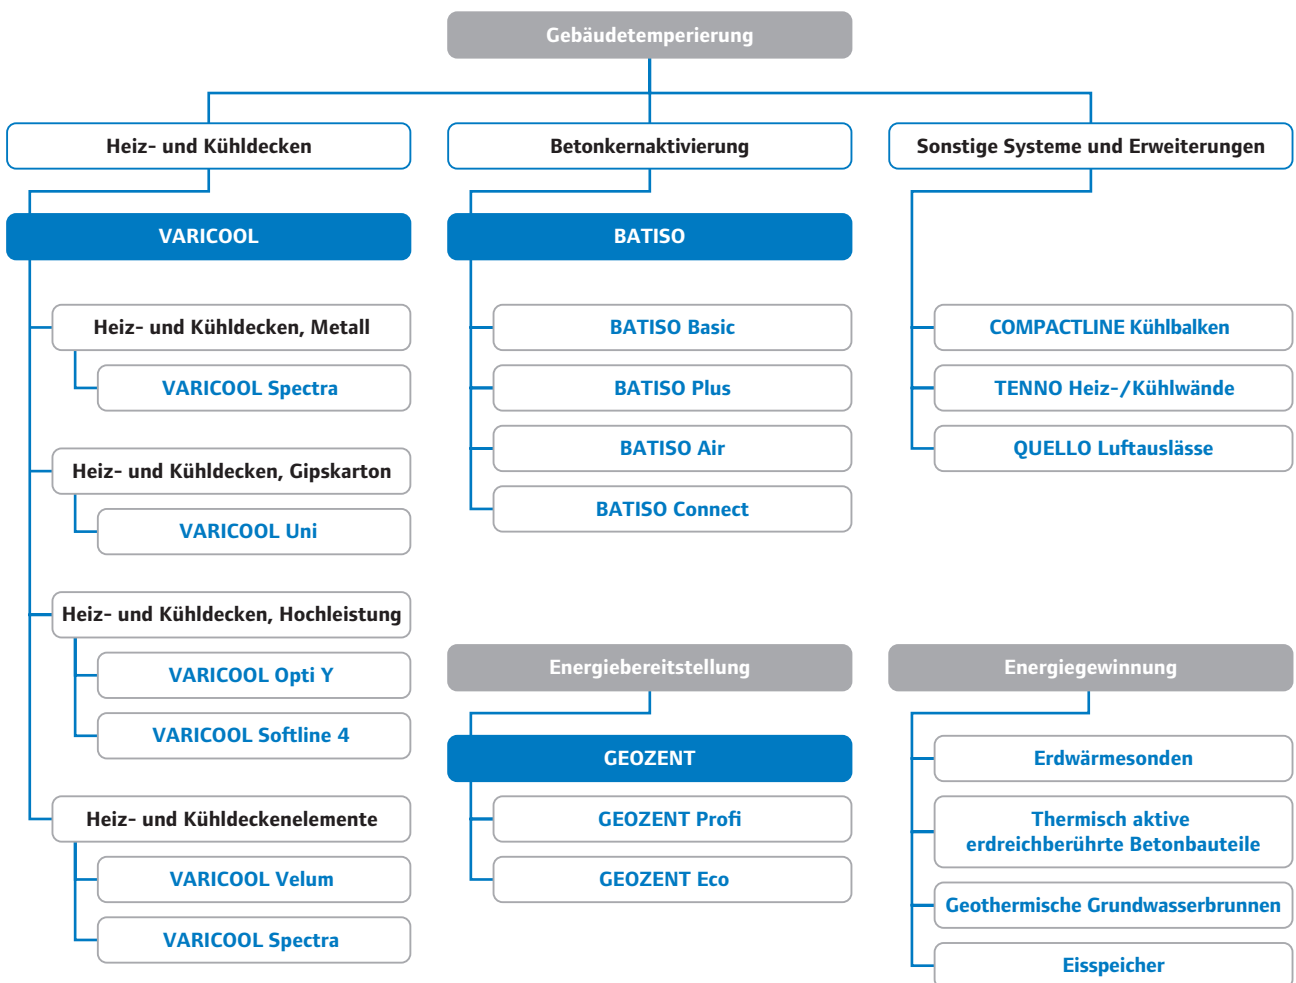 Gebäudetemperierung
Heiz- und Kühldecken
VARICOOL
Heiz- und Kühldecken, Metall
VARICOOL Spectra
Heiz- und Kühldecken, Gipskarton
VARICOOL Uni
Heiz- und Kühldecken, Hochleistung
VARICOOL Opti Y
VARICOOL Softline 4
Heiz- und Kühldeckenelemente
VARICOOL Velum
VARICOOL Spectra
Betonkernaktivierung
BATISO
BATISO Basic
BATISO Plus
BATISO Air
BATISO Connect
Sonstige Systeme und Erweiterungen
COMPACTLINE Kühlbalken
TENNO Heiz-/Kühlwände
QUELLO Luftauslässe
Energiebereitstellung
GEOZENT
GEOZENT Profi
GEOZENT Eco
Energiegewinnung
Erdwärmesonden
Thermisch aktive
erdreichberührte Betonbauteile
Geothermische Grundwasserbrunnen
Eisspeicher